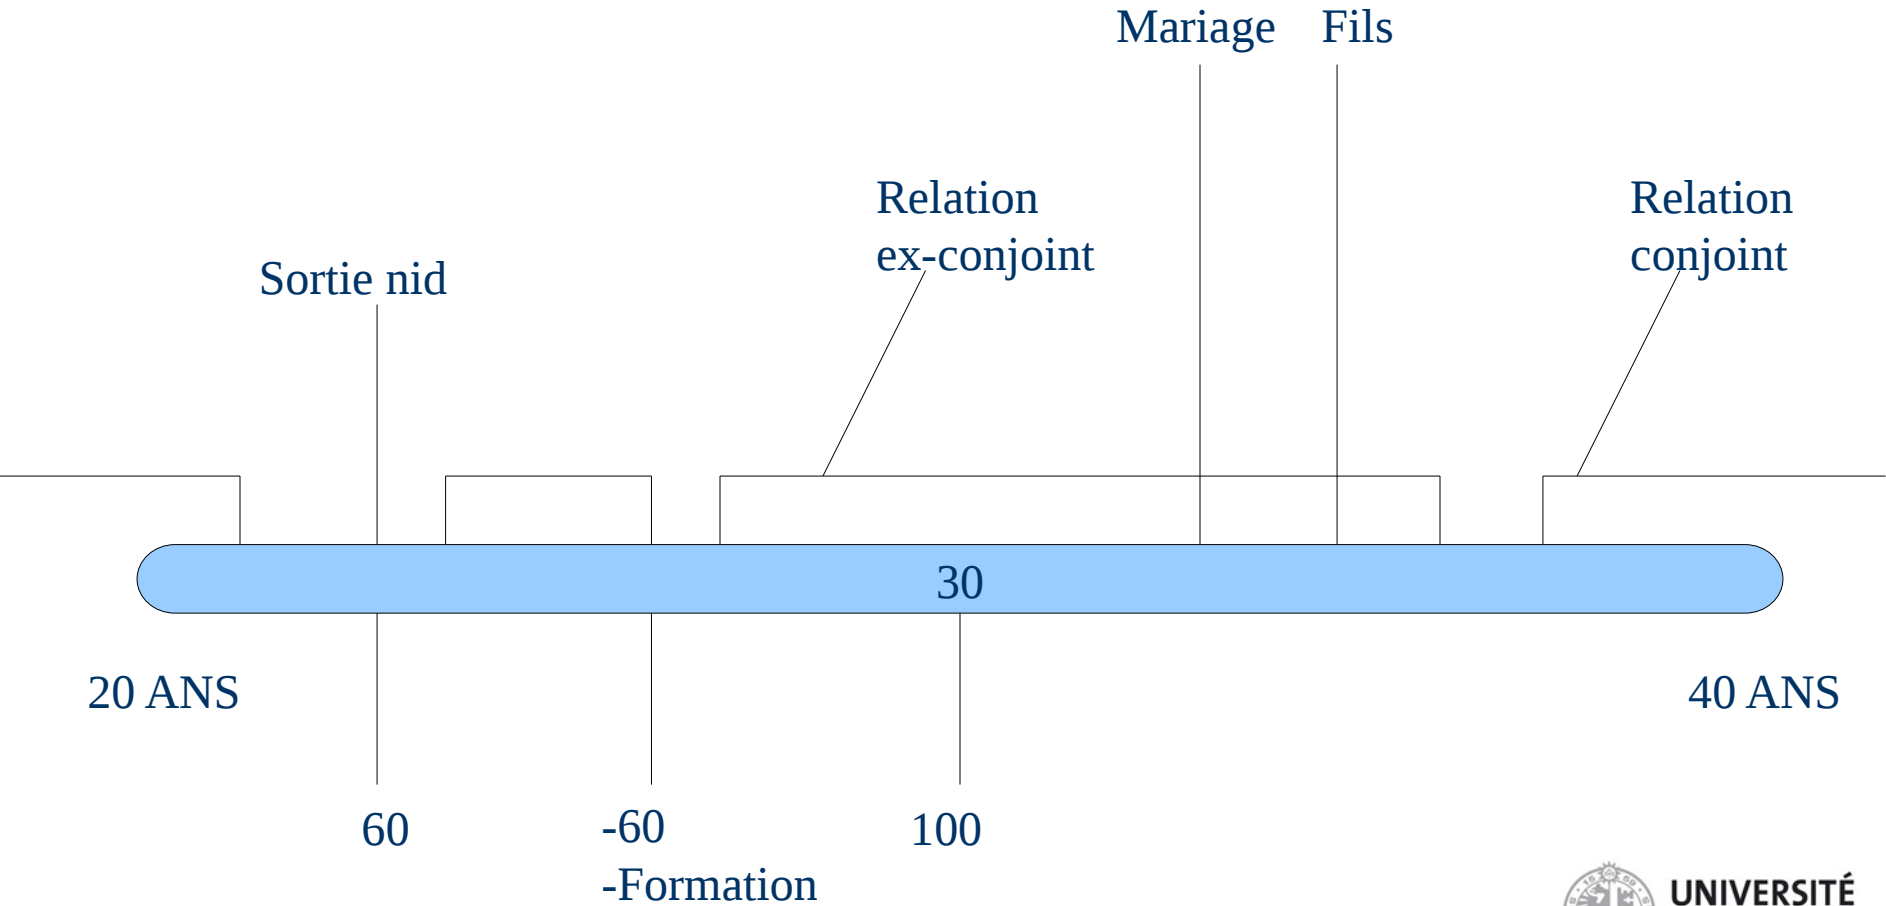 Mariage
Fils
Relation
ex-conjoint
Relation
conjoint
Sortie nid
30
20 ANS
40 ANS
60
-60
-Formation
100
UNIVERSITÉ